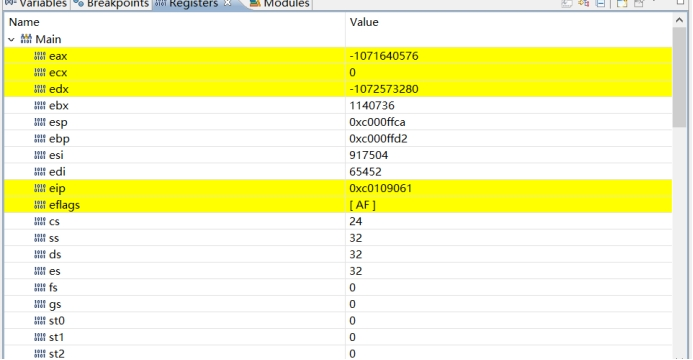 Variables Breakpoints Registers Modules
Name Value
Main
eax -1071640576
ecx 0
edx -1072573280
ebx 1140736
esp 0xc000ffca
ebp 0xc000ffd2
esi 917504
edi 65452
eip 0xc0109061
eflags [ AF ]
cs 24
ss 32
ds 32
es 32
fs 0
gs 0
st0 0
st1 0
st2 0